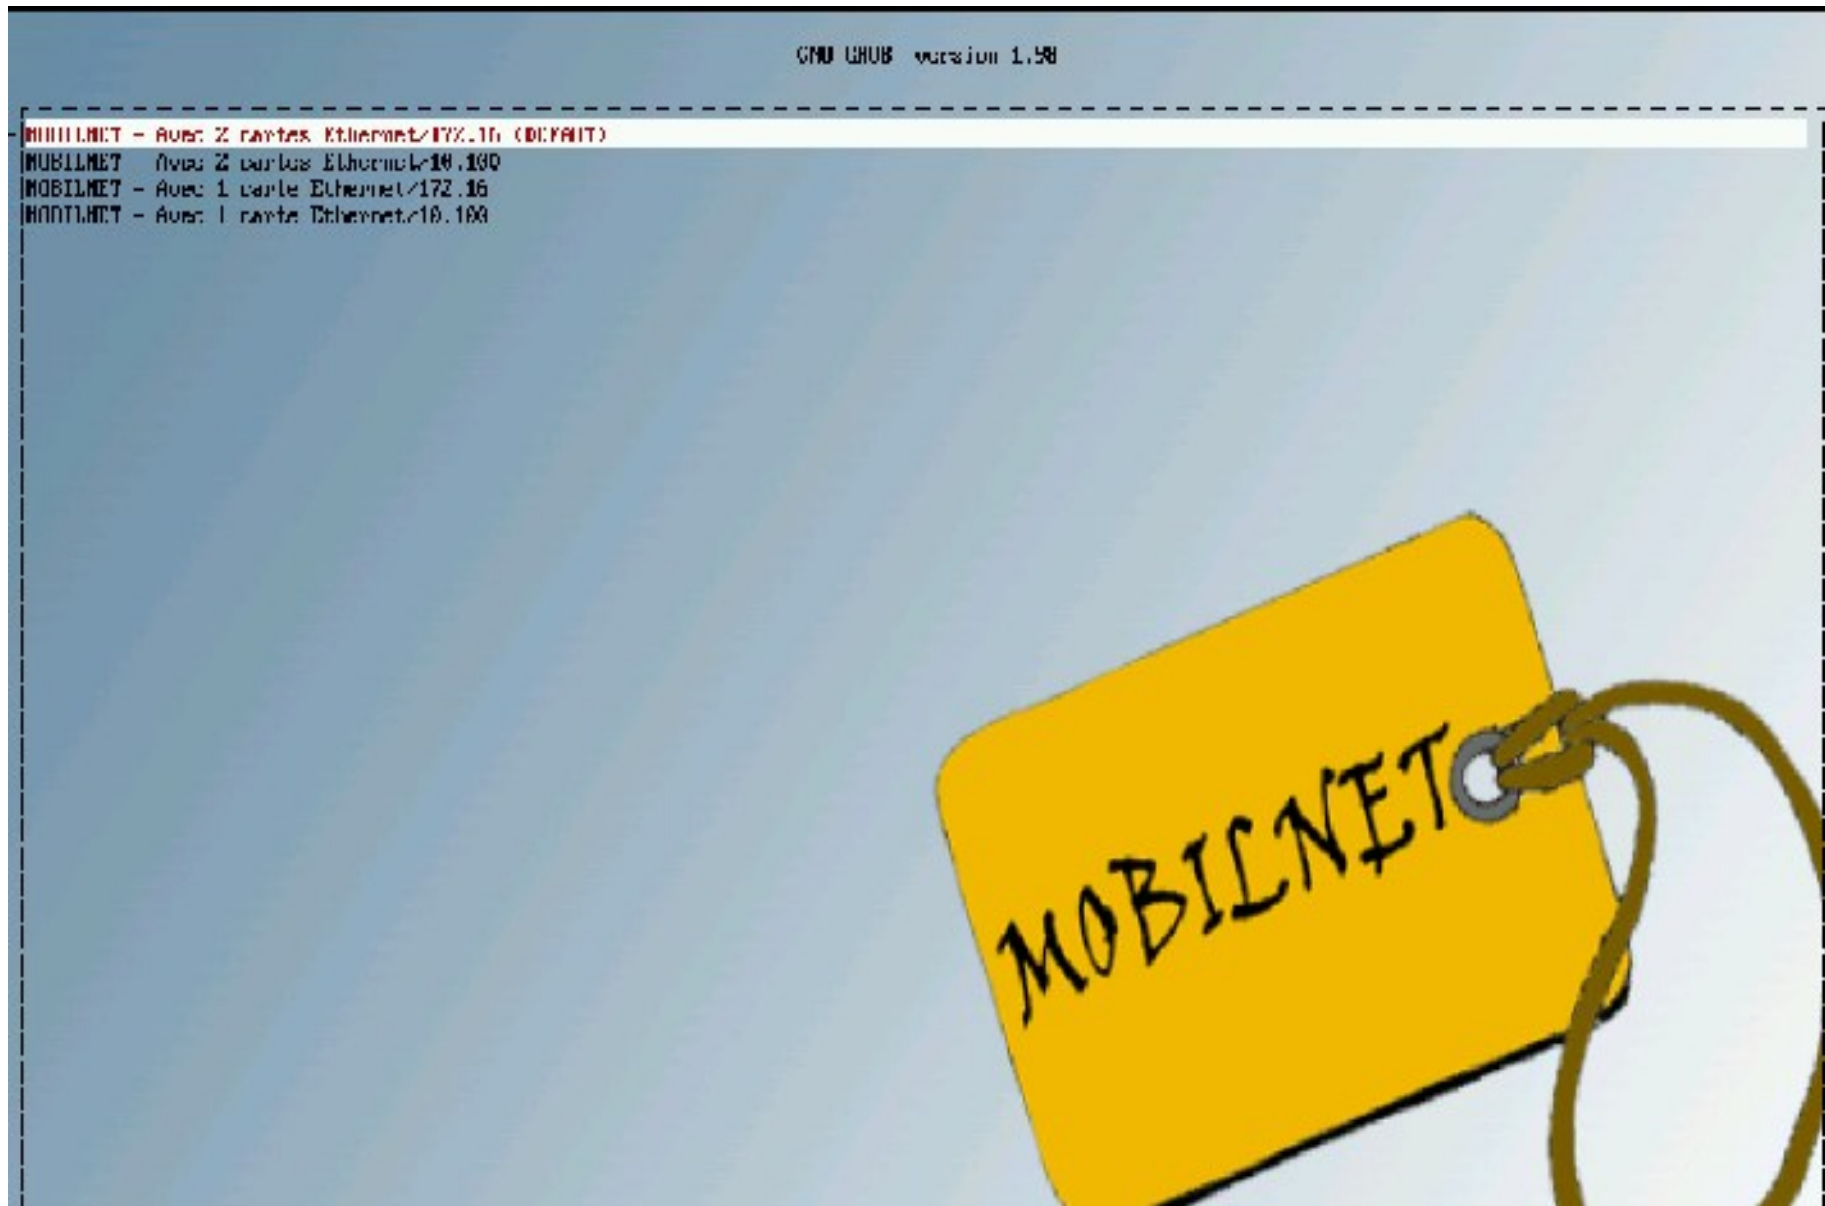 GNU GRUB version 1.98
MOBILNET - Avec 2 cartes Ethernet/172.16 (DEFAUT)
MOBILNET - Avec 2 cartes Ethernet/10.100
MOBILNET - Avec 1 carte Ethernet/172.16
MOBILNET - Avec 1 carte Ethernet/10.100
MOBILNET